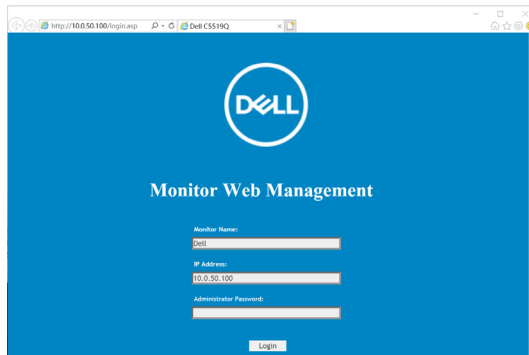 http://10.0.50.100/login.asp
Dell C5519Q
DELL
Monitor Web Management
Monitor Name:
Dell
IP Address:
10.0.50.100
Administrator Password:
Login